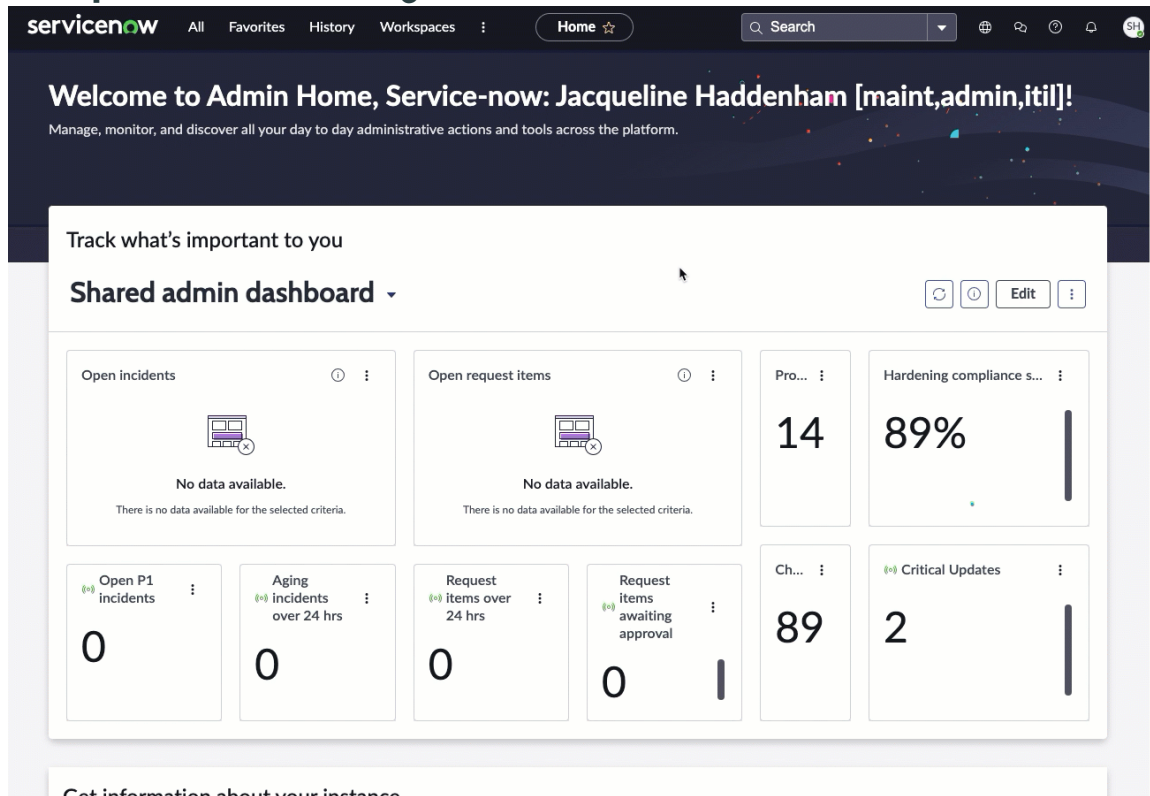 servicenow All Favorites History Workspaces Home Search SH
Welcome to Admin Home, Service-now: Jacqueline Haddenham [maint,admin,itil]!
Manage, monitor, and discover all your day to day administrative actions and tools across the platform.
Track what's important to you
Shared admin dashboard
Edit
Open incidents
No data available.
There is no data available for the selected criteria.
Open request items
No data available.
There is no data available for the selected criteria.
Pro...
14
Hardening compliance s...
89%
Open P1
incidents
0
Aging
incidents
over 24 hrs
0
Request
items over
24 hrs
0
Request
items
awaiting
approval
0
Ch...
89
Critical Updates
2
Get information about your instance